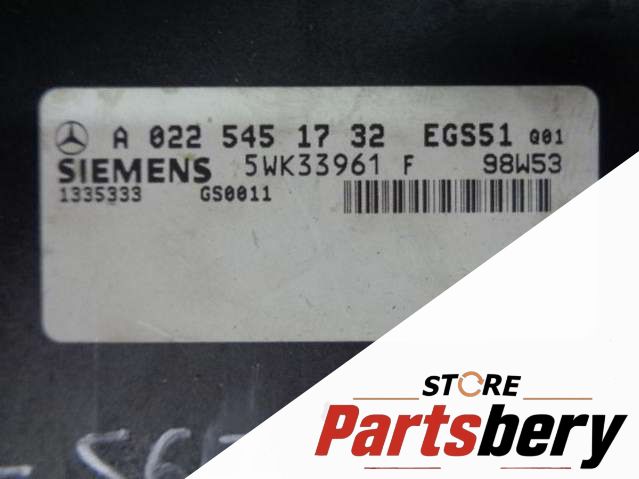 A 022 545 17 32 EGS51 Q01
SIEMENS 5WK33961 F 98W53
1335333 GS0011
STORE
Partsbery